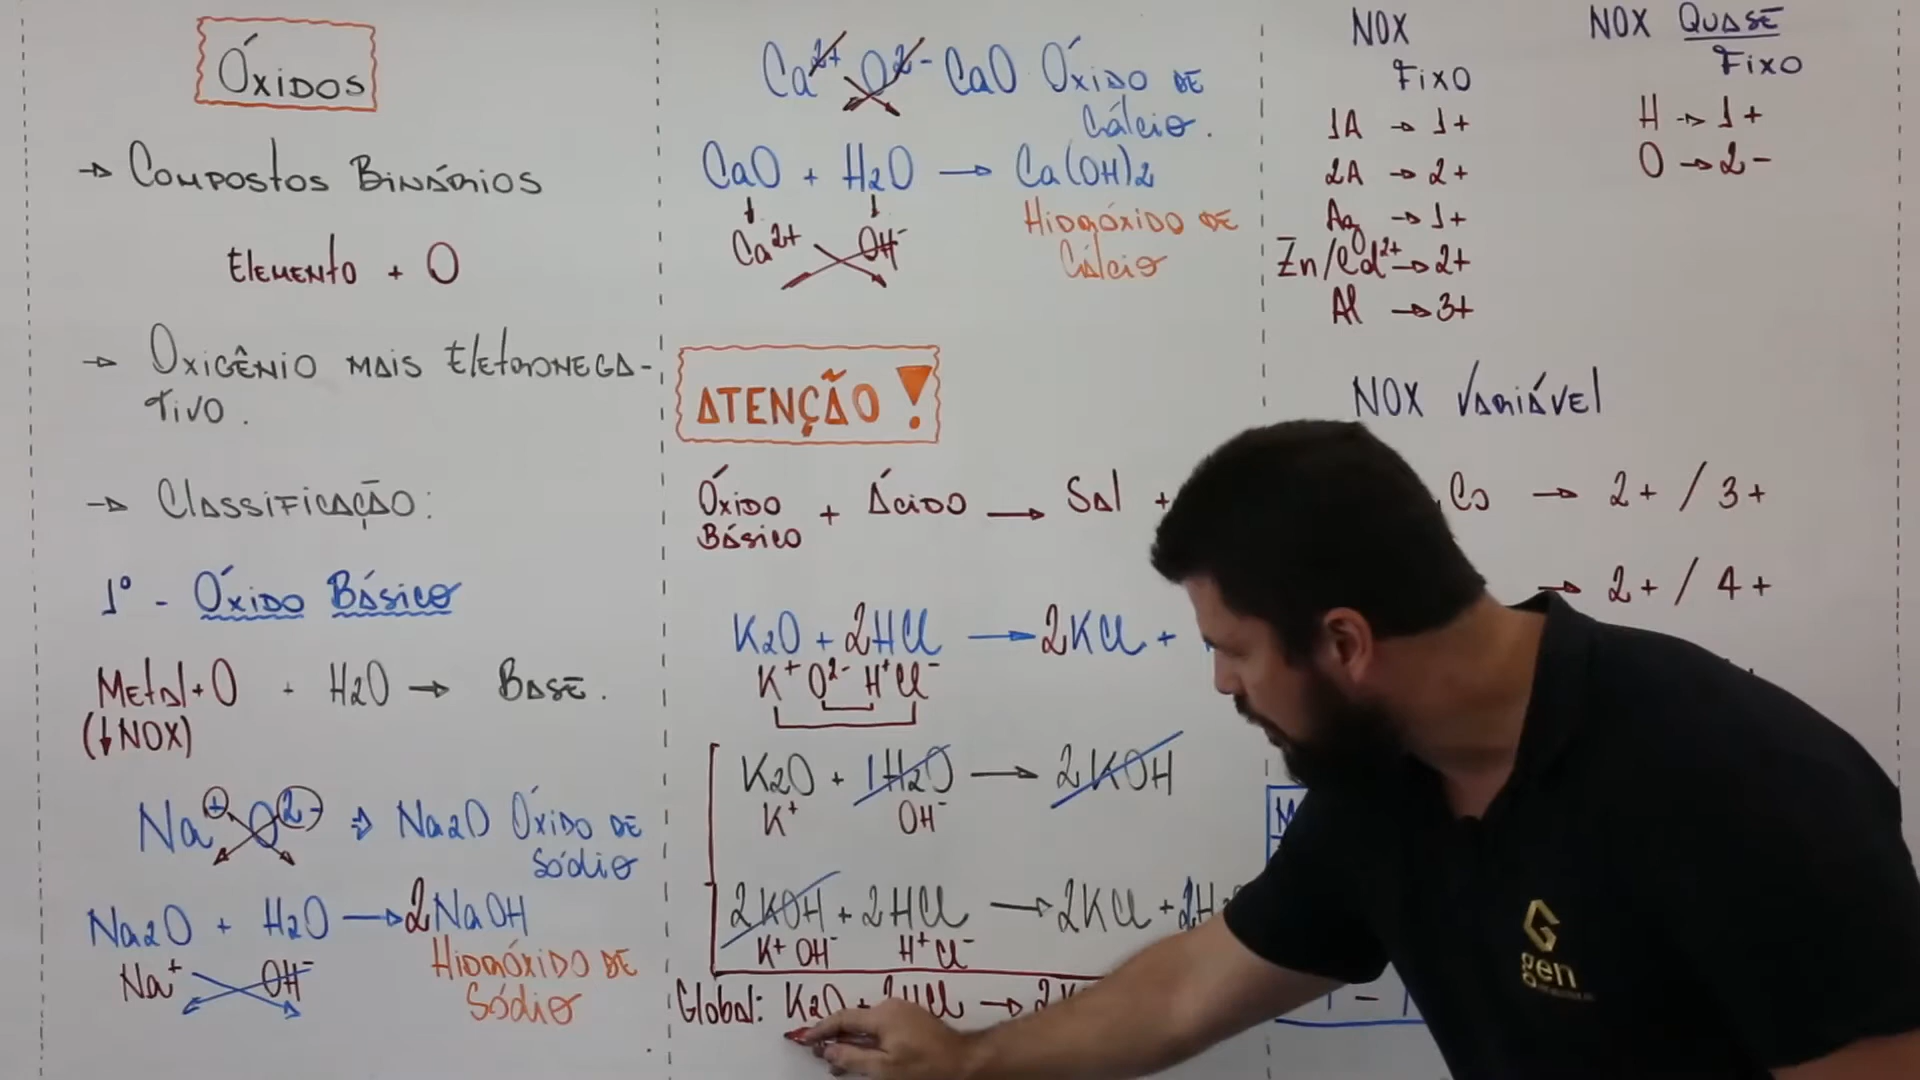 Óxidos
→ Compostos Binários
Elemento + O
→ Oxigênio mais Eletronega-
tivo.
→ Classificação:
1º - Óxido Básico
Metal + O + H2O → Base.
(↓NOX)
Na+ O2- ⇒ Na2O Óxido de
Sódio
Na2O + H2O → 2NaOH
Na+ OH- Hidróxido de
Sódio
Ca2+ O2- CaO Óxido de
Cálcio.
CaO + H2O → Ca(OH)2
Ca2+ OH- Hidróxido de
Cálcio
ATENÇÃO!
Óxido + Ácido → Sal +
Básico
K2O + 2HCl → 2KCl +
K+ O2- H+Cl-
K2O + 1H2O → 2KOH
K+ OH-
2KOH + 2HCl → 2KCl + 2H2
K+ OH- H+ Cl-
Global: K2O + 2HCl → 2K
NOX
Fixo
1A → 1+
2A → 2+
Ag → 1+
Zn/Cd2+ → 2+
Al → 3+
NOX Quase
Fixo
H → 1+
O → 2-
NOX Variável
Co → 2+ / 3+
→ 2+ / 4+
G
gen